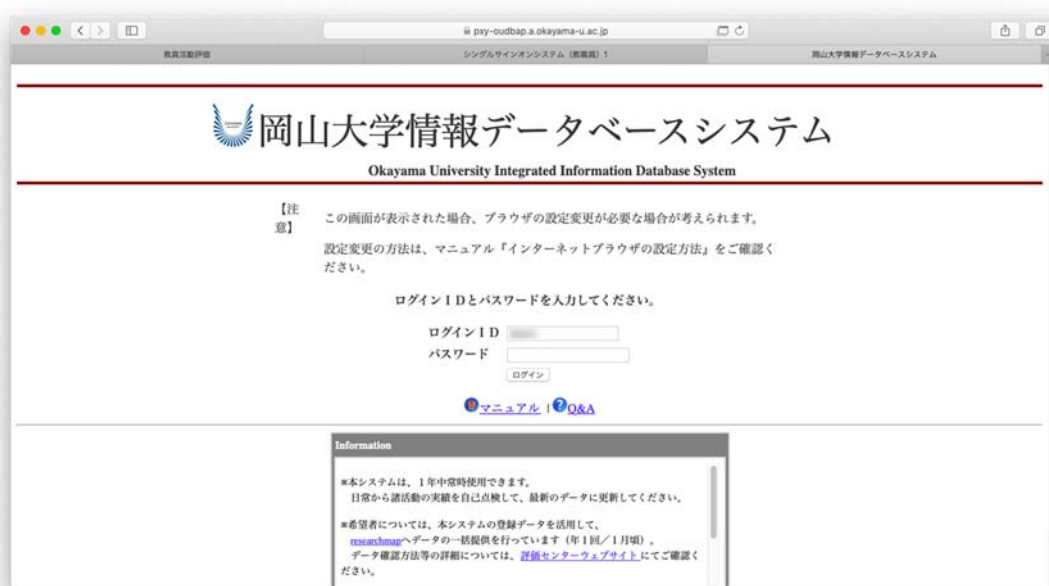 pxy-oudbap.a.okayama-u.ac.jp
教員活動評価
シングルサインオンシステム（教職員）1
岡山大学情報データベースシステム
岡山大学情報データベースシステム
Okayama University Integrated Information Database System
【注意】
この画面が表示された場合、ブラウザの設定変更が必要な場合が考えられます。
設定変更の方法は、マニュアル『インターネットブラウザの設定方法』をご確認く
ださい。
ログインＩＤとパスワードを入力してください。
ログインＩＤ
パスワード
ログイン
マニュアル | Q&A
Information
※本システムは、１年中常時使用できます。
日常から諸活動の実績を自己点検して、最新のデータに更新してください。
※希望者については、本システムの登録データを活用して、
researchmapへデータの一括提供を行っています（年１回／１月頃）。
データ確認方法等の詳細については、評価センターウェブサイト にてご確認く
ださい。